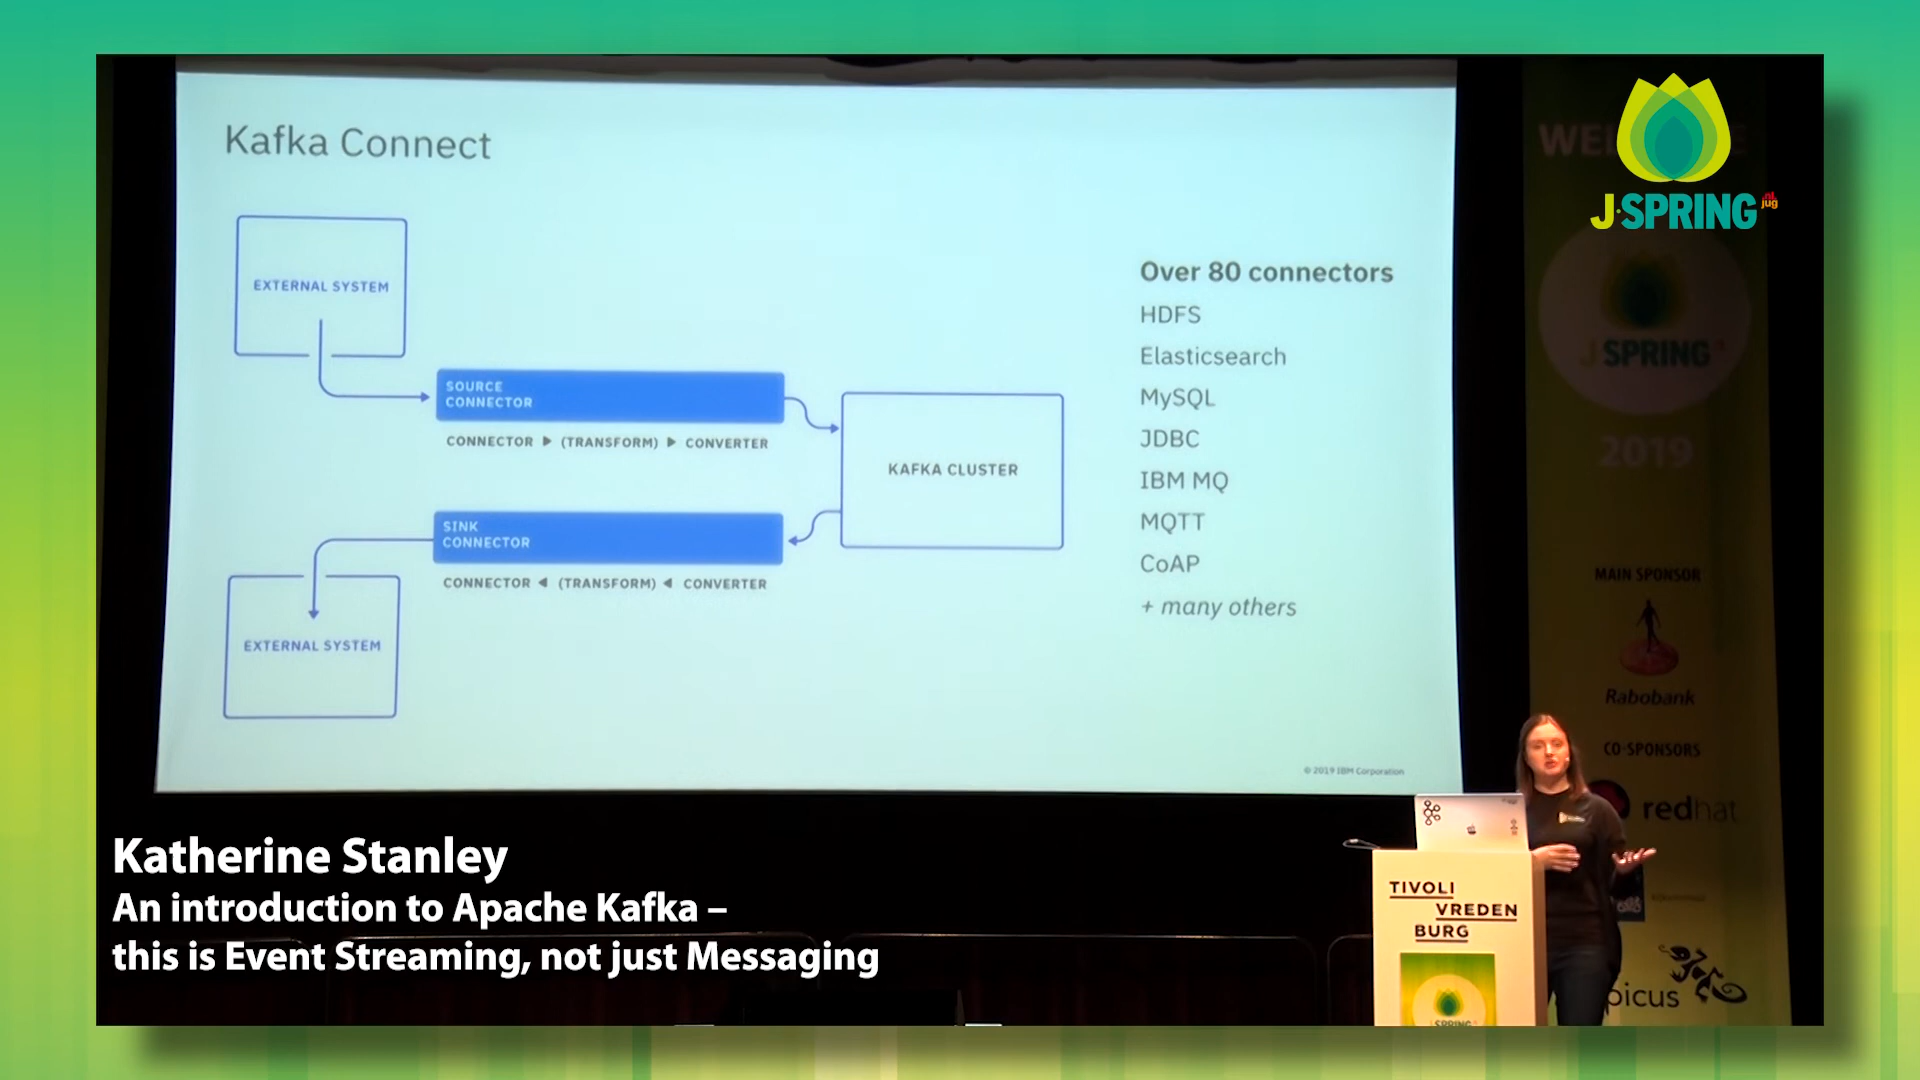 Kafka Connect
EXTERNAL SYSTEM
SOURCE
CONNECTOR
CONNECTOR ▶ (TRANSFORM) ▶ CONVERTER
KAFKA CLUSTER
SINK
CONNECTOR
CONNECTOR ◀ (TRANSFORM) ◀ CONVERTER
EXTERNAL SYSTEM
Over 80 connectors
HDFS
Elasticsearch
MySQL
JDBC
IBM MQ
MQTT
CoAP
+ many others
© 2019 IBM Corporation
J·SPRING
nl
jug
J SPRING
2019
MAIN SPONSOR
Rabobank
CO-SPONSORS
redhat
TIVOLI
VREDEN
BURG
J·SPRING
Katherine Stanley
An introduction to Apache Kafka –
this is Event Streaming, not just Messaging